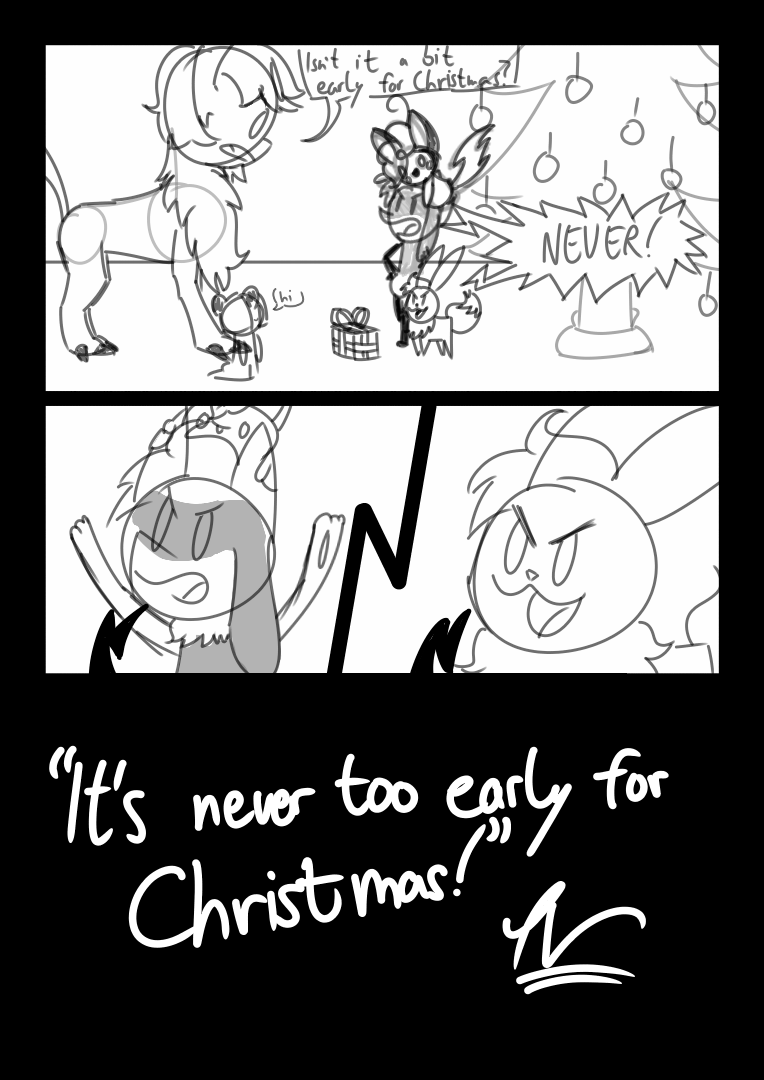 Isn't it a bit
early for Christmas?
NEVER!
hi
"It's never too early for
Christmas!"